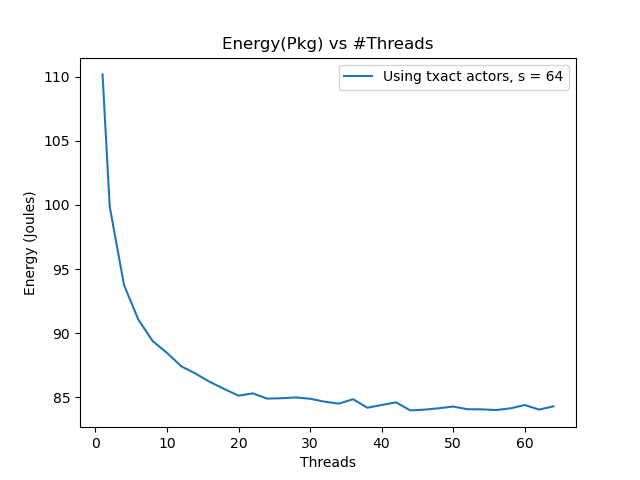 Energy(Pkg) vs #Threads
Using txact actors, s = 64
110
105
100
95
90
85
Energy (Joules)
0 10 20 30 40 50 60
Threads